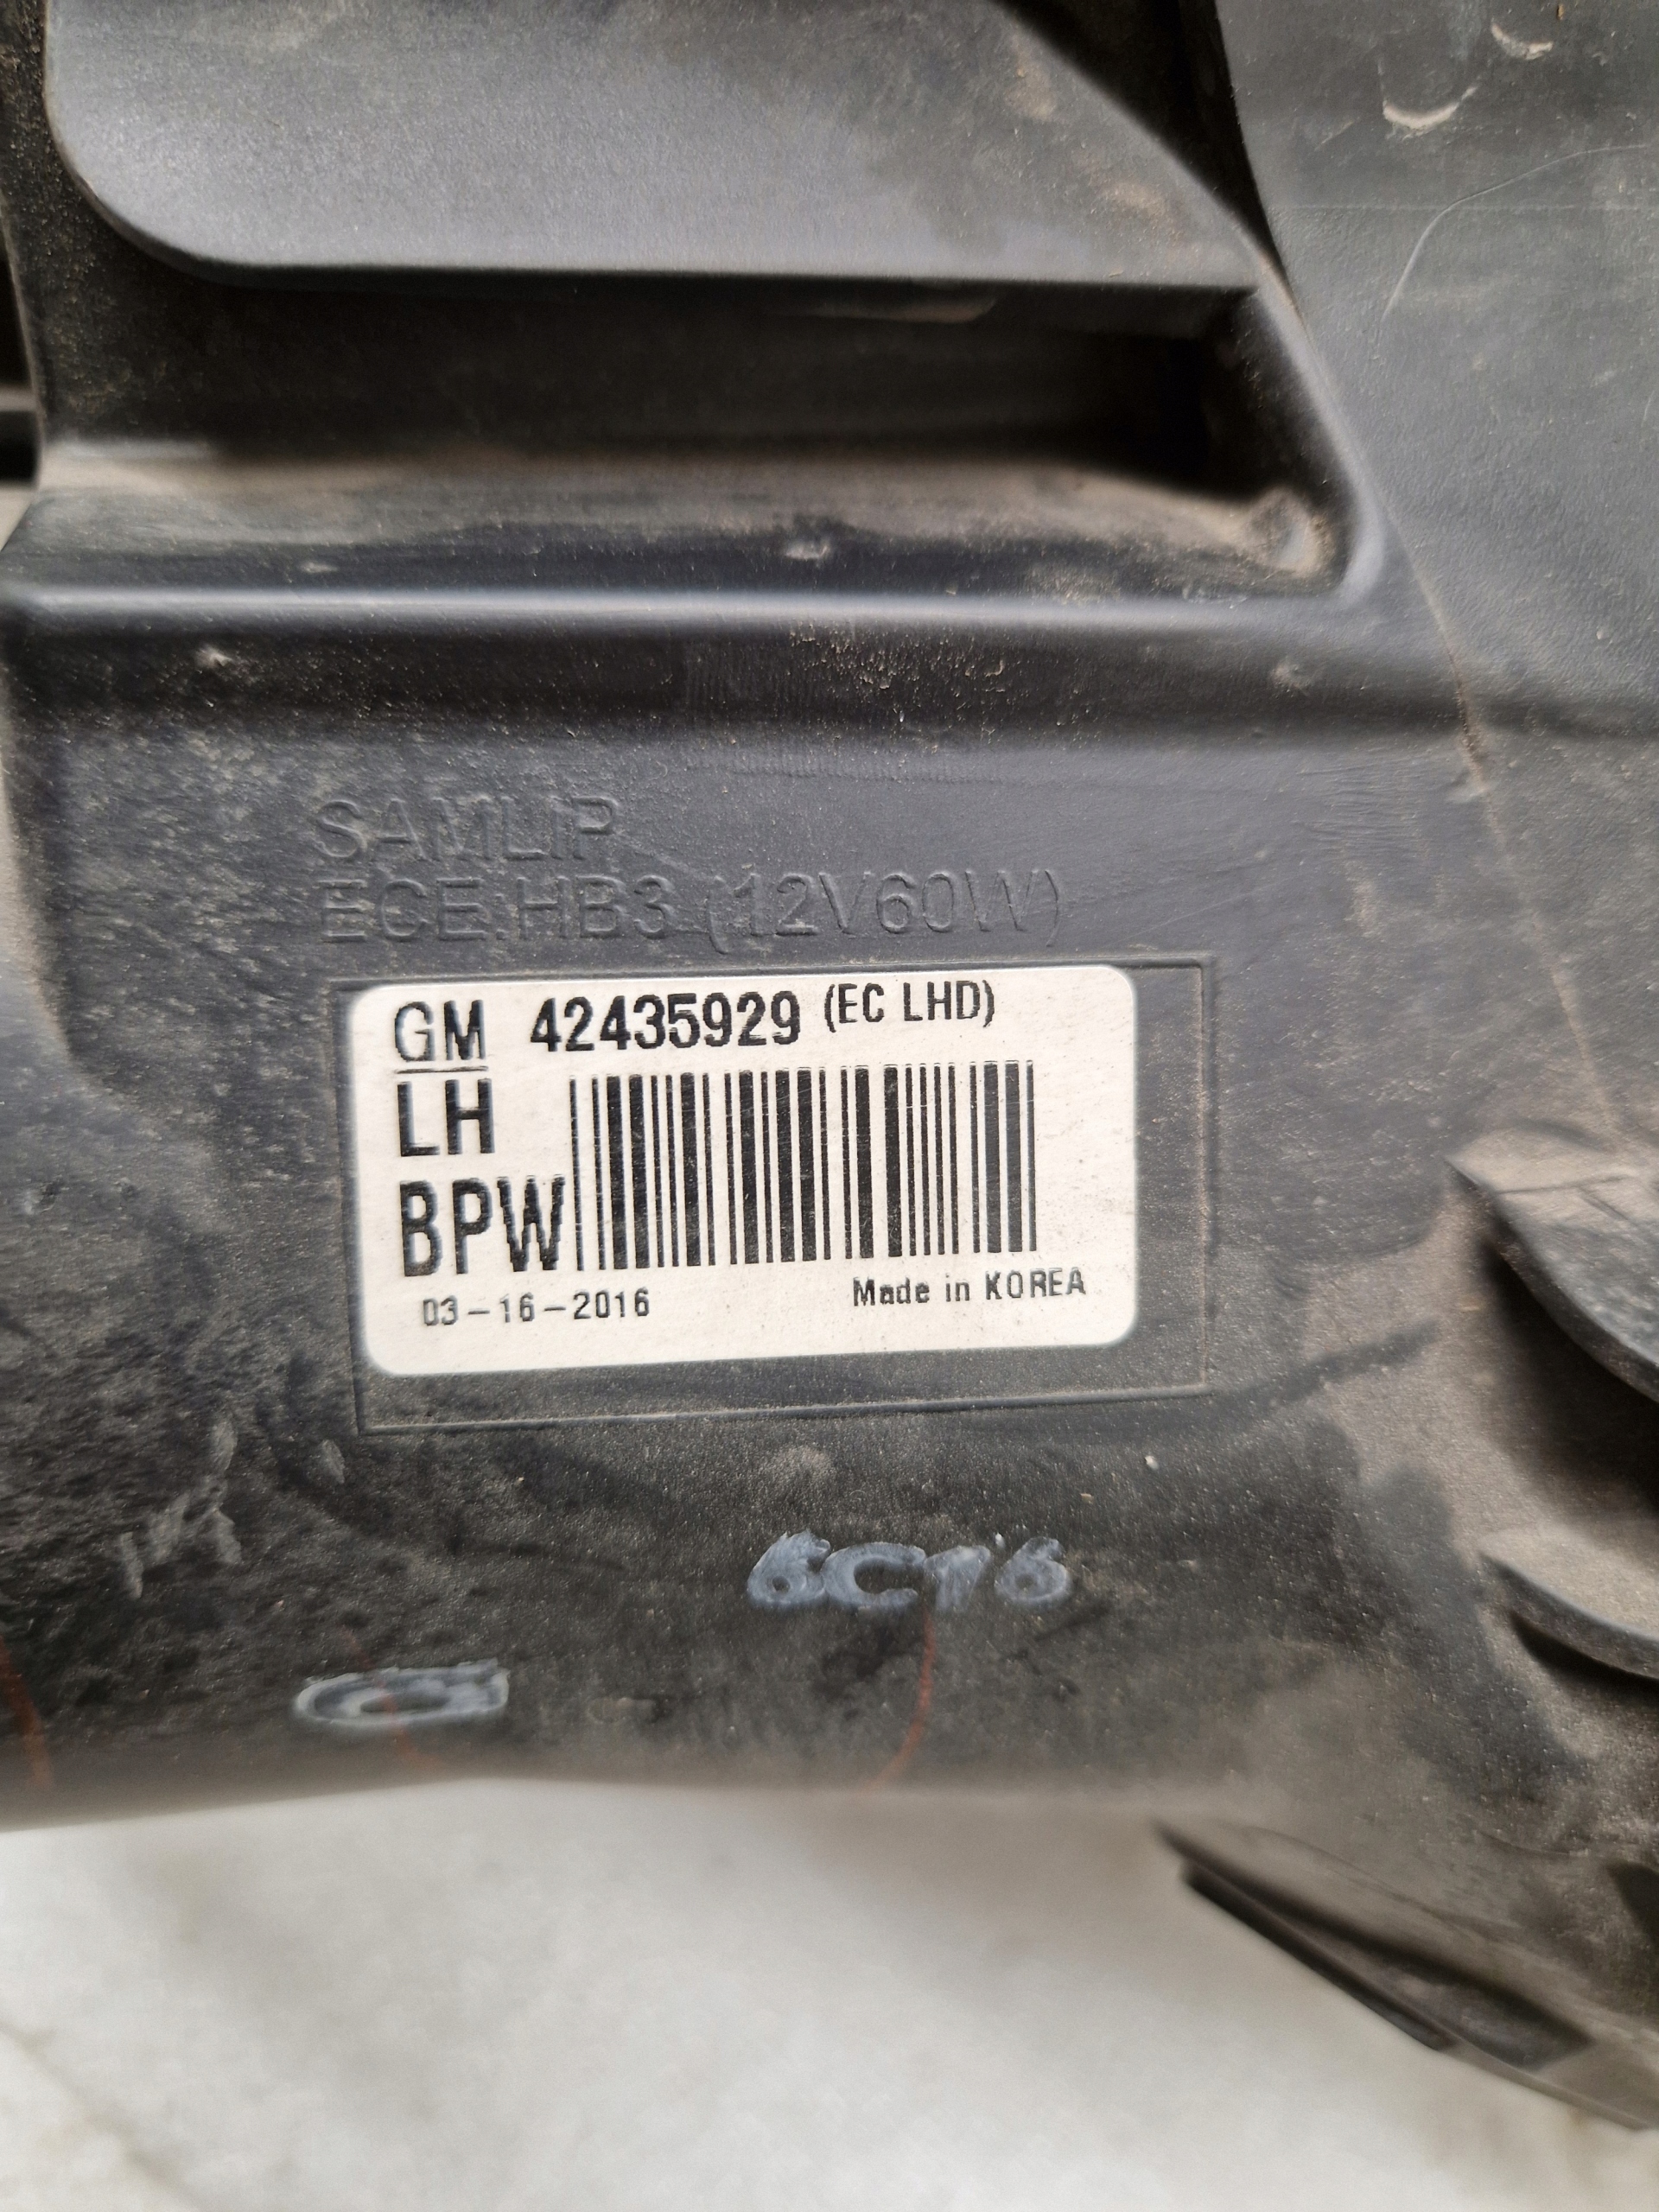 SAMLIP
ECE:HB3 (12V60W)
GM 42435929 (EC LHD)
LH
BPW
03-16-2016 Made in KOREA
6C16